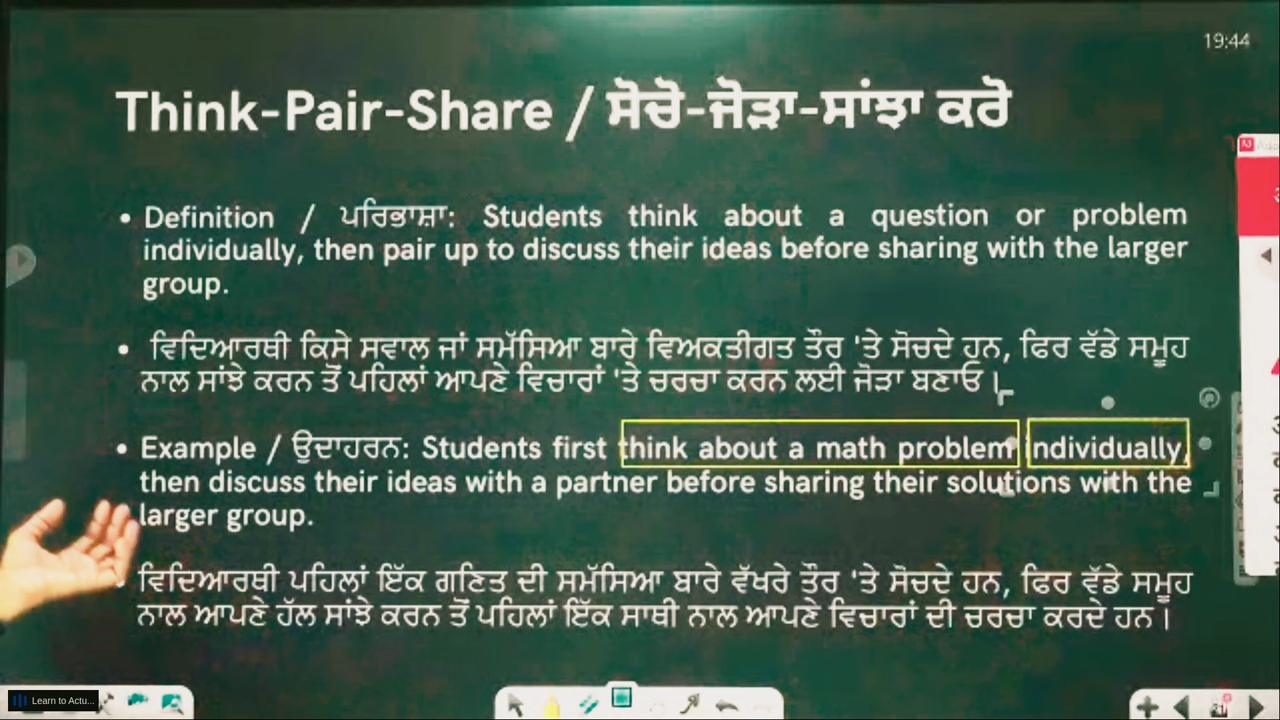 19:44
Think-Pair-Share / ਸੋਚੋ-ਜੋੜਾ-ਸਾਂਝਾ ਕਰੋ
• Definition / ਪਰਿਭਾਸ਼ਾ: Students think about a question or problem
individually, then pair up to discuss their ideas before sharing with the larger
group.
• ਵਿਦਿਆਰਥੀ ਕਿਸੇ ਸਵਾਲ ਜਾਂ ਸਮੱਸਿਆ ਬਾਰੇ ਵਿਅਕਤੀਗਤ ਤੌਰ 'ਤੇ ਸੋਚਦੇ ਹਨ, ਫਿਰ ਵੱਡੇ ਸਮੂਹ
ਨਾਲ ਸਾਂਝੇ ਕਰਨ ਤੋਂ ਪਹਿਲਾਂ ਆਪਣੇ ਵਿਚਾਰਾਂ 'ਤੇ ਚਰਚਾ ਕਰਨ ਲਈ ਜੋੜਾ ਬਣਾਓ।
• Example / ਉਦਾਹਰਨ: Students first think about a math problem individually,
then discuss their ideas with a partner before sharing their solutions with the
larger group.
ਵਿਦਿਆਰਥੀ ਪਹਿਲਾਂ ਇੱਕ ਗਣਿਤ ਦੀ ਸਮੱਸਿਆ ਬਾਰੇ ਵੱਖਰੇ ਤੌਰ 'ਤੇ ਸੋਚਦੇ ਹਨ, ਫਿਰ ਵੱਡੇ ਸਮੂਹ
ਨਾਲ ਆਪਣੇ ਹੱਲ ਸਾਂਝੇ ਕਰਨ ਤੋਂ ਪਹਿਲਾਂ ਇੱਕ ਸਾਥੀ ਨਾਲ ਆਪਣੇ ਵਿਚਾਰਾਂ ਦੀ ਚਰਚਾ ਕਰਦੇ ਹਨ।
Learn to Actu...